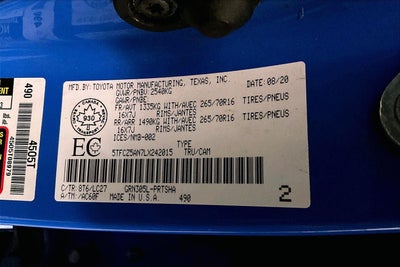 MFD.BY:TOYOTA MOTOR MANUFACTURING, TEXAS, INC.
GVWR/PNBV:2540KG
08/20
GAWR/PNBE:
FR/AUT 1335KG WITH/AVEC 265/70R16 TIRES/PNEUS
16X7J RIMS/JANTES
RR/ARR 1490KG WITH/AVEC 265/70R16 TIRES/PNEUS
16X7J RIMS/JANTES
ICES/NMB-002
CANADA
930
TRANSPORT
EC
TYPE
5TFCZ5AN7LX242015 TRU/CAM
C/TR:8T6/LC27 GRN305L-PRTSHA
A/TM:/AC60F MADE IN U.S.A. 490
2
490
4505T